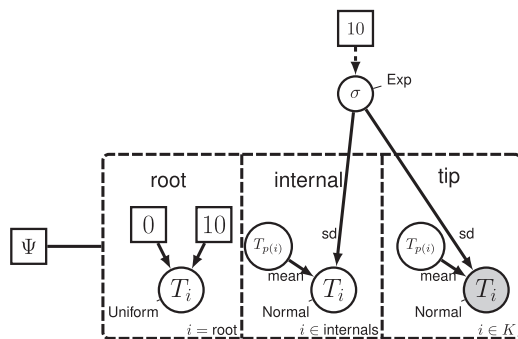 10
σ
Exp
root
internal
tip
0
10
Ψ
T_{p(i)}
sd
T_{p(i)}
sd
mean
mean
T_i
T_i
T_i
Uniform
Normal
Normal
i = root
i ∈ internals
i ∈ K